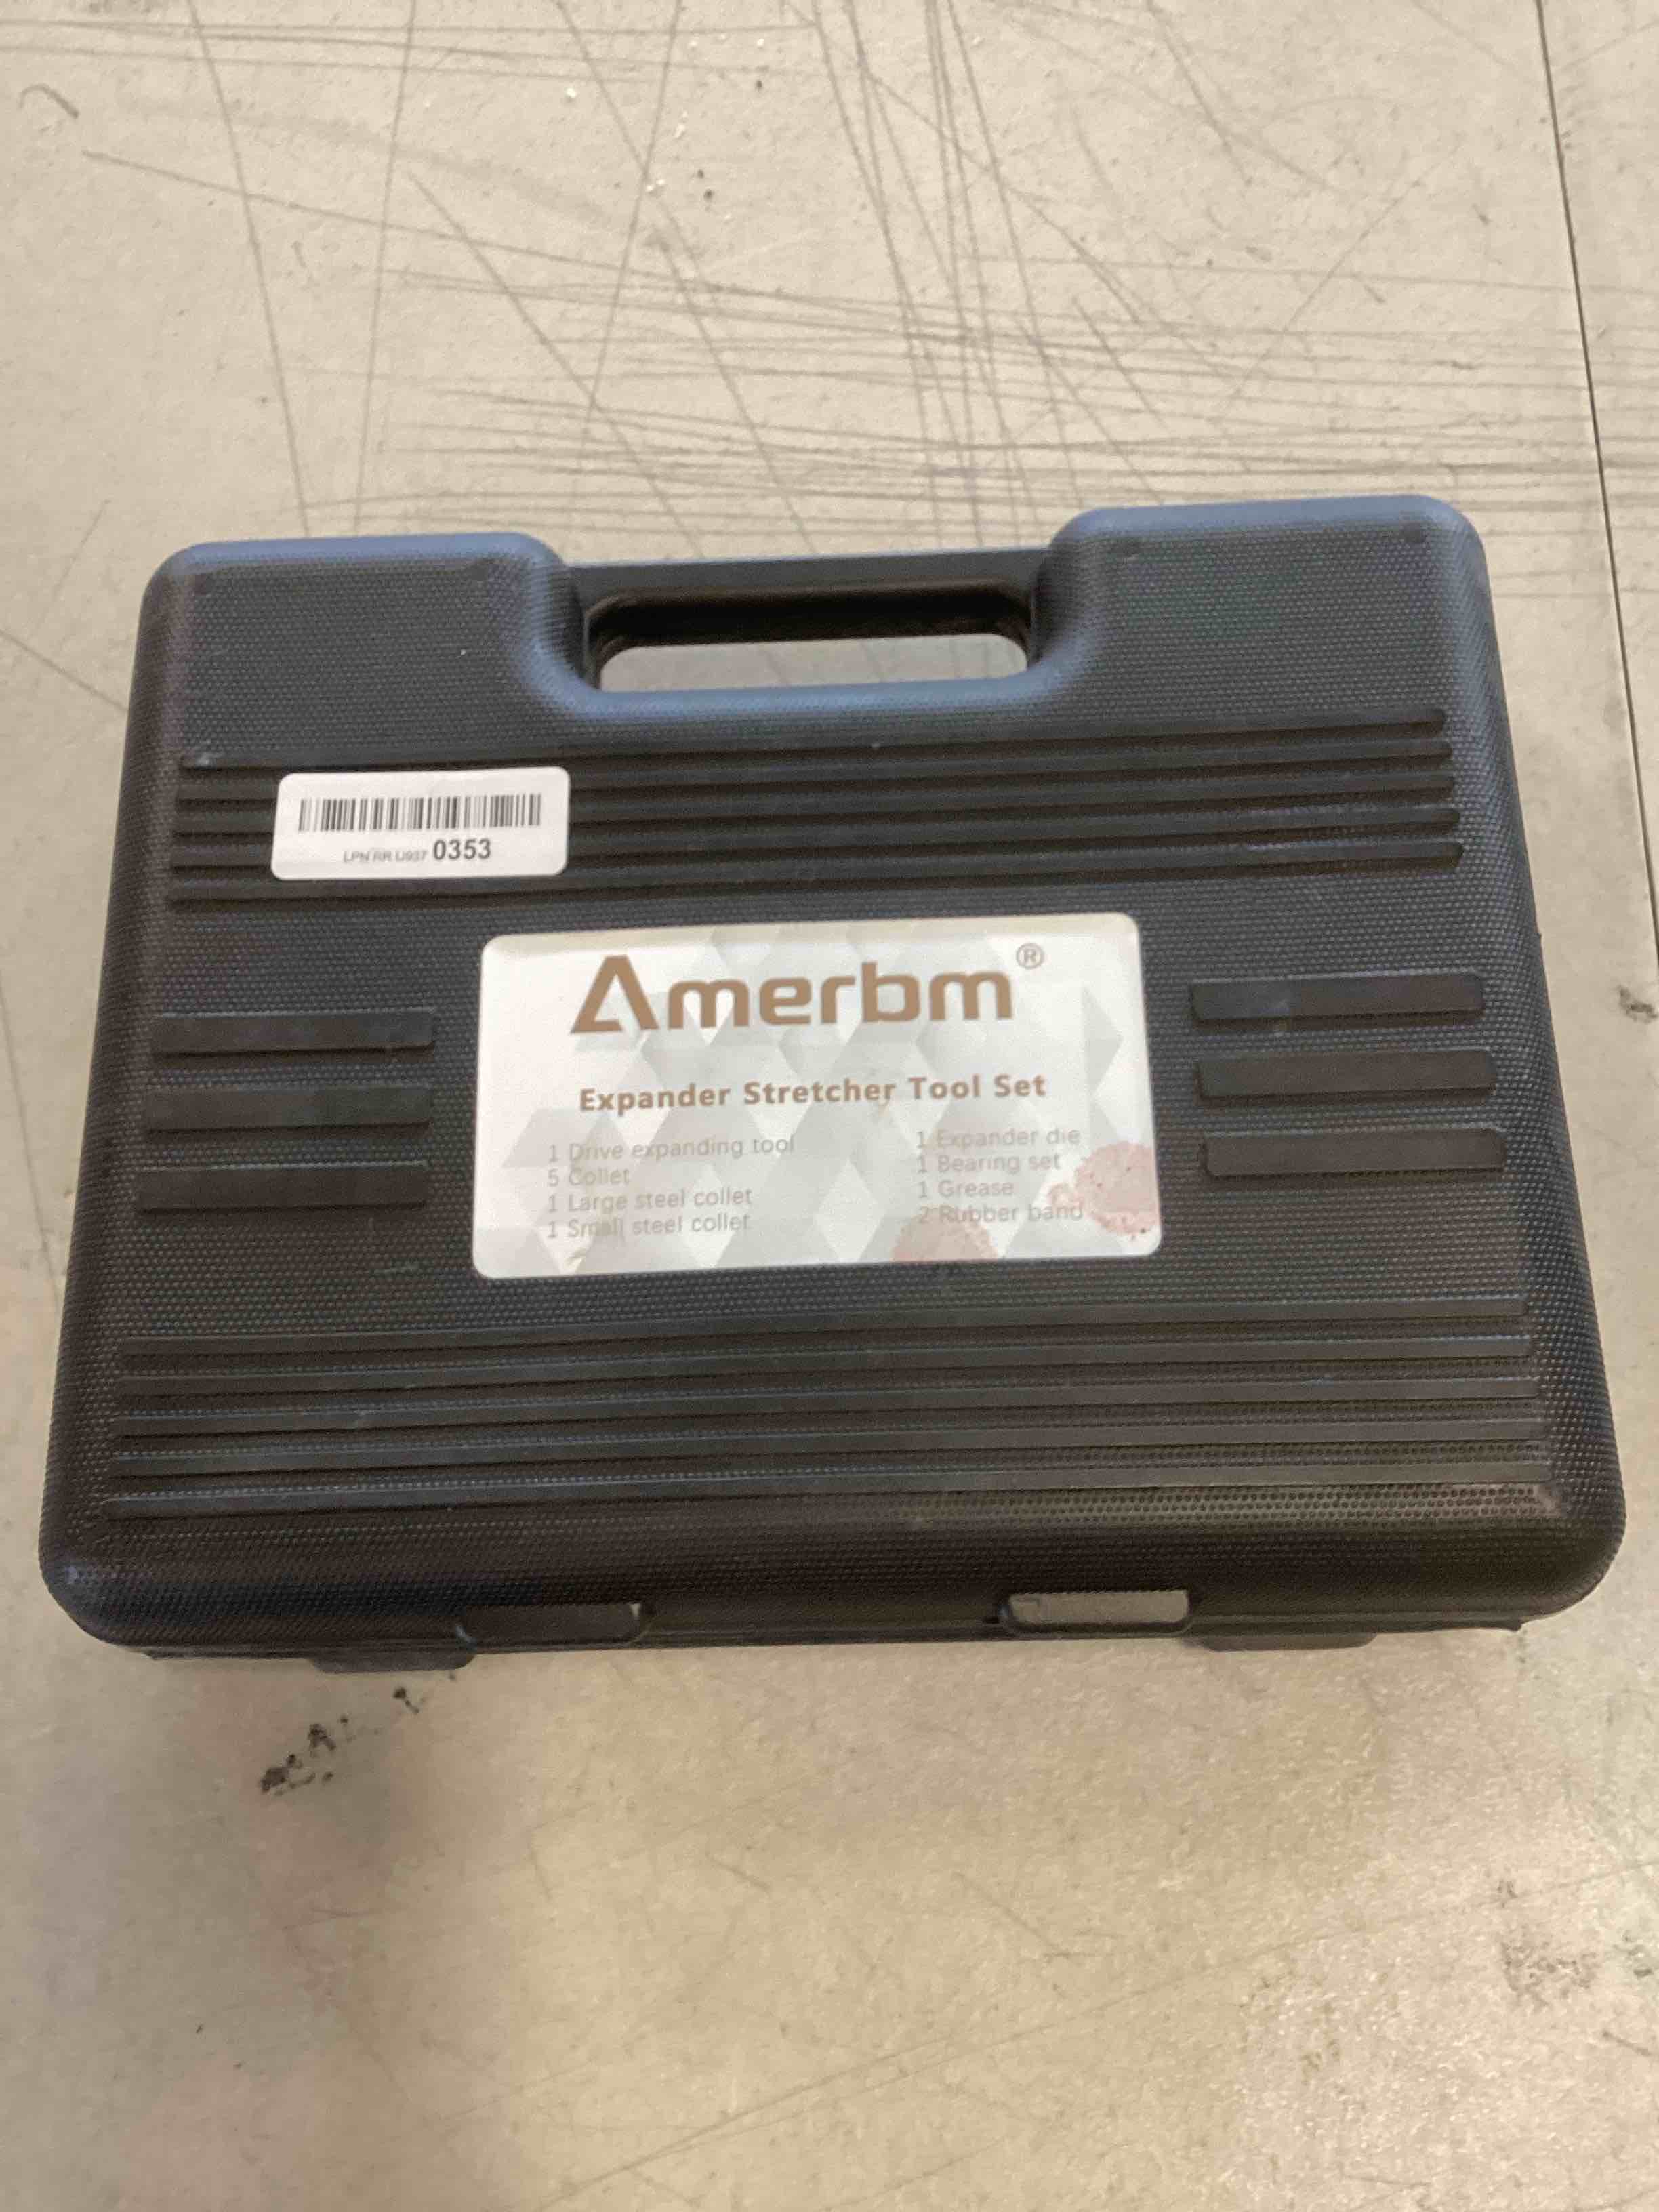 LPN RR U937 0353
Amerbm®
Expander Stretcher Tool Set
1 Drive expanding tool
5 Collet
1 Large steel collet
1 Small steel collet
1 Expander die
1 Bearing set
1 Grease
2 Rubber band